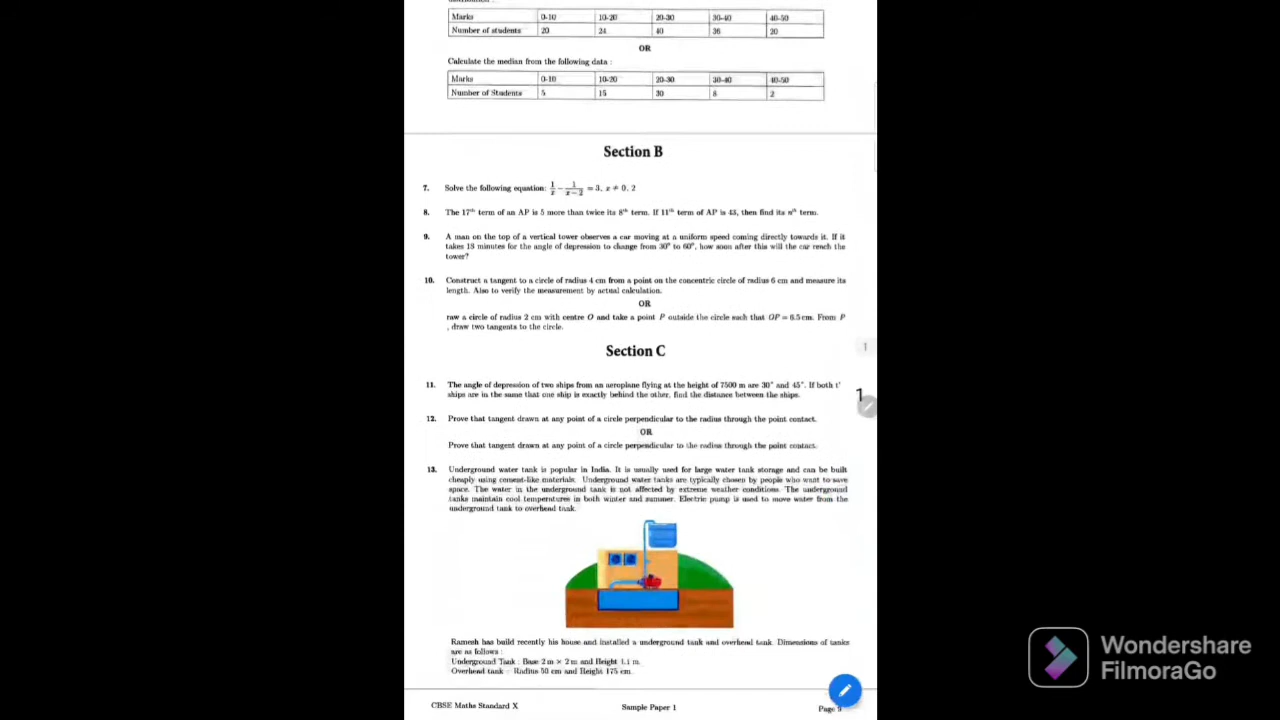 Marks 0-10 10-20 20-30 30-40 40-50
Number of students 20 24 40 36 20
OR
Calculate the median from the following data :
Marks 0-10 10-20 20-30 30-40 40-50
Number of Students 5 15 30 8 2
Section B
7. Solve the following equation: 1/x − 1/(x−2) = 3, x ≠ 0, 2
8. The 17th term of an AP is 5 more than twice its 8th term. If 11th term of AP is 43, then find its nth term.
9. A man on the top of a vertical tower observes a car moving at a uniform speed coming directly towards it. If it
takes 18 minutes for the angle of depression to change from 30° to 60°, how soon after this will the car reach the
tower?
10. Construct a tangent to a circle of radius 4 cm from a point on the concentric circle of radius 6 cm and measure its
length. Also to verify the measurement by actual calculation.
OR
raw a circle of radius 2 cm with centre O and take a point P outside the circle such that OP = 6.5 cm. From P
, draw two tangents to the circle.
Section C
1
11. The angle of depression of two ships from an aeroplane flying at the height of 7500 m are 30° and 45°. If both t'
ships are in the same that one ship is exactly behind the other, find the distance between the ships.
1
12. Prove that tangent drawn at any point of a circle perpendicular to the radius through the point contact.
OR
Prove that tangent drawn at any point of a circle perpendicular to the radius through the point contact.
13. Underground water tank is popular in India. It is usually used for large water tank storage and can be built
cheaply using cement-like materials. Underground water tanks are typically chosen by people who want to save
space. The water in the underground tank is not affected by extreme weather conditions. The underground
tanks maintain cool temperatures in both winter and summer. Electric pump is used to move water from the
underground tank to overhead tank.
Ramesh has build recently his house and installed a underground tank and overhead tank. Dimensions of tanks
are as follows :
Underground Tank : Base 2 m × 2 m and Height 1.1 m.
Overhead tank : Radius 50 cm and Height 175 cm.
CBSE Maths Standard X Sample Paper 1 Page
Wondershare
FilmoraGo